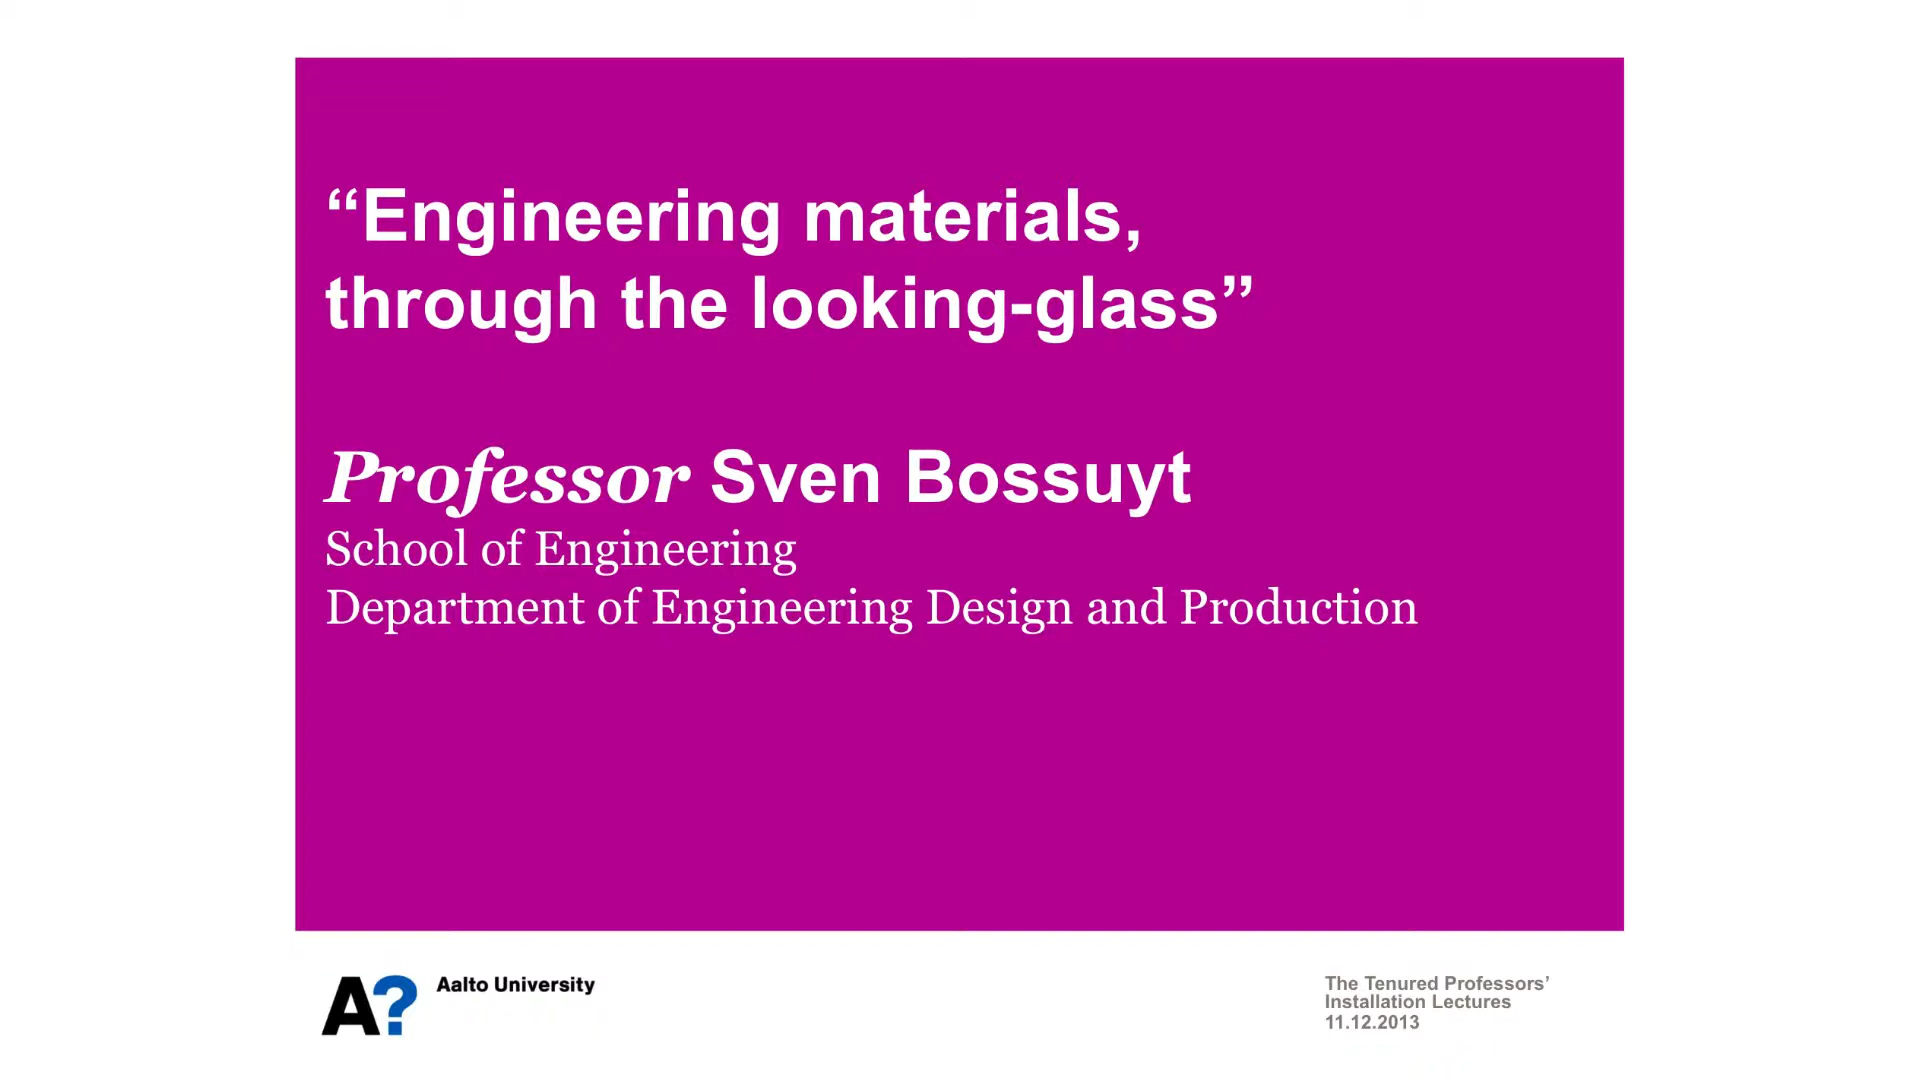 “Engineering materials,
through the looking-glass”
Professor Sven Bossuyt
School of Engineering
Department of Engineering Design and Production
A?
Aalto University
The Tenured Professors’
Installation Lectures
11.12.2013